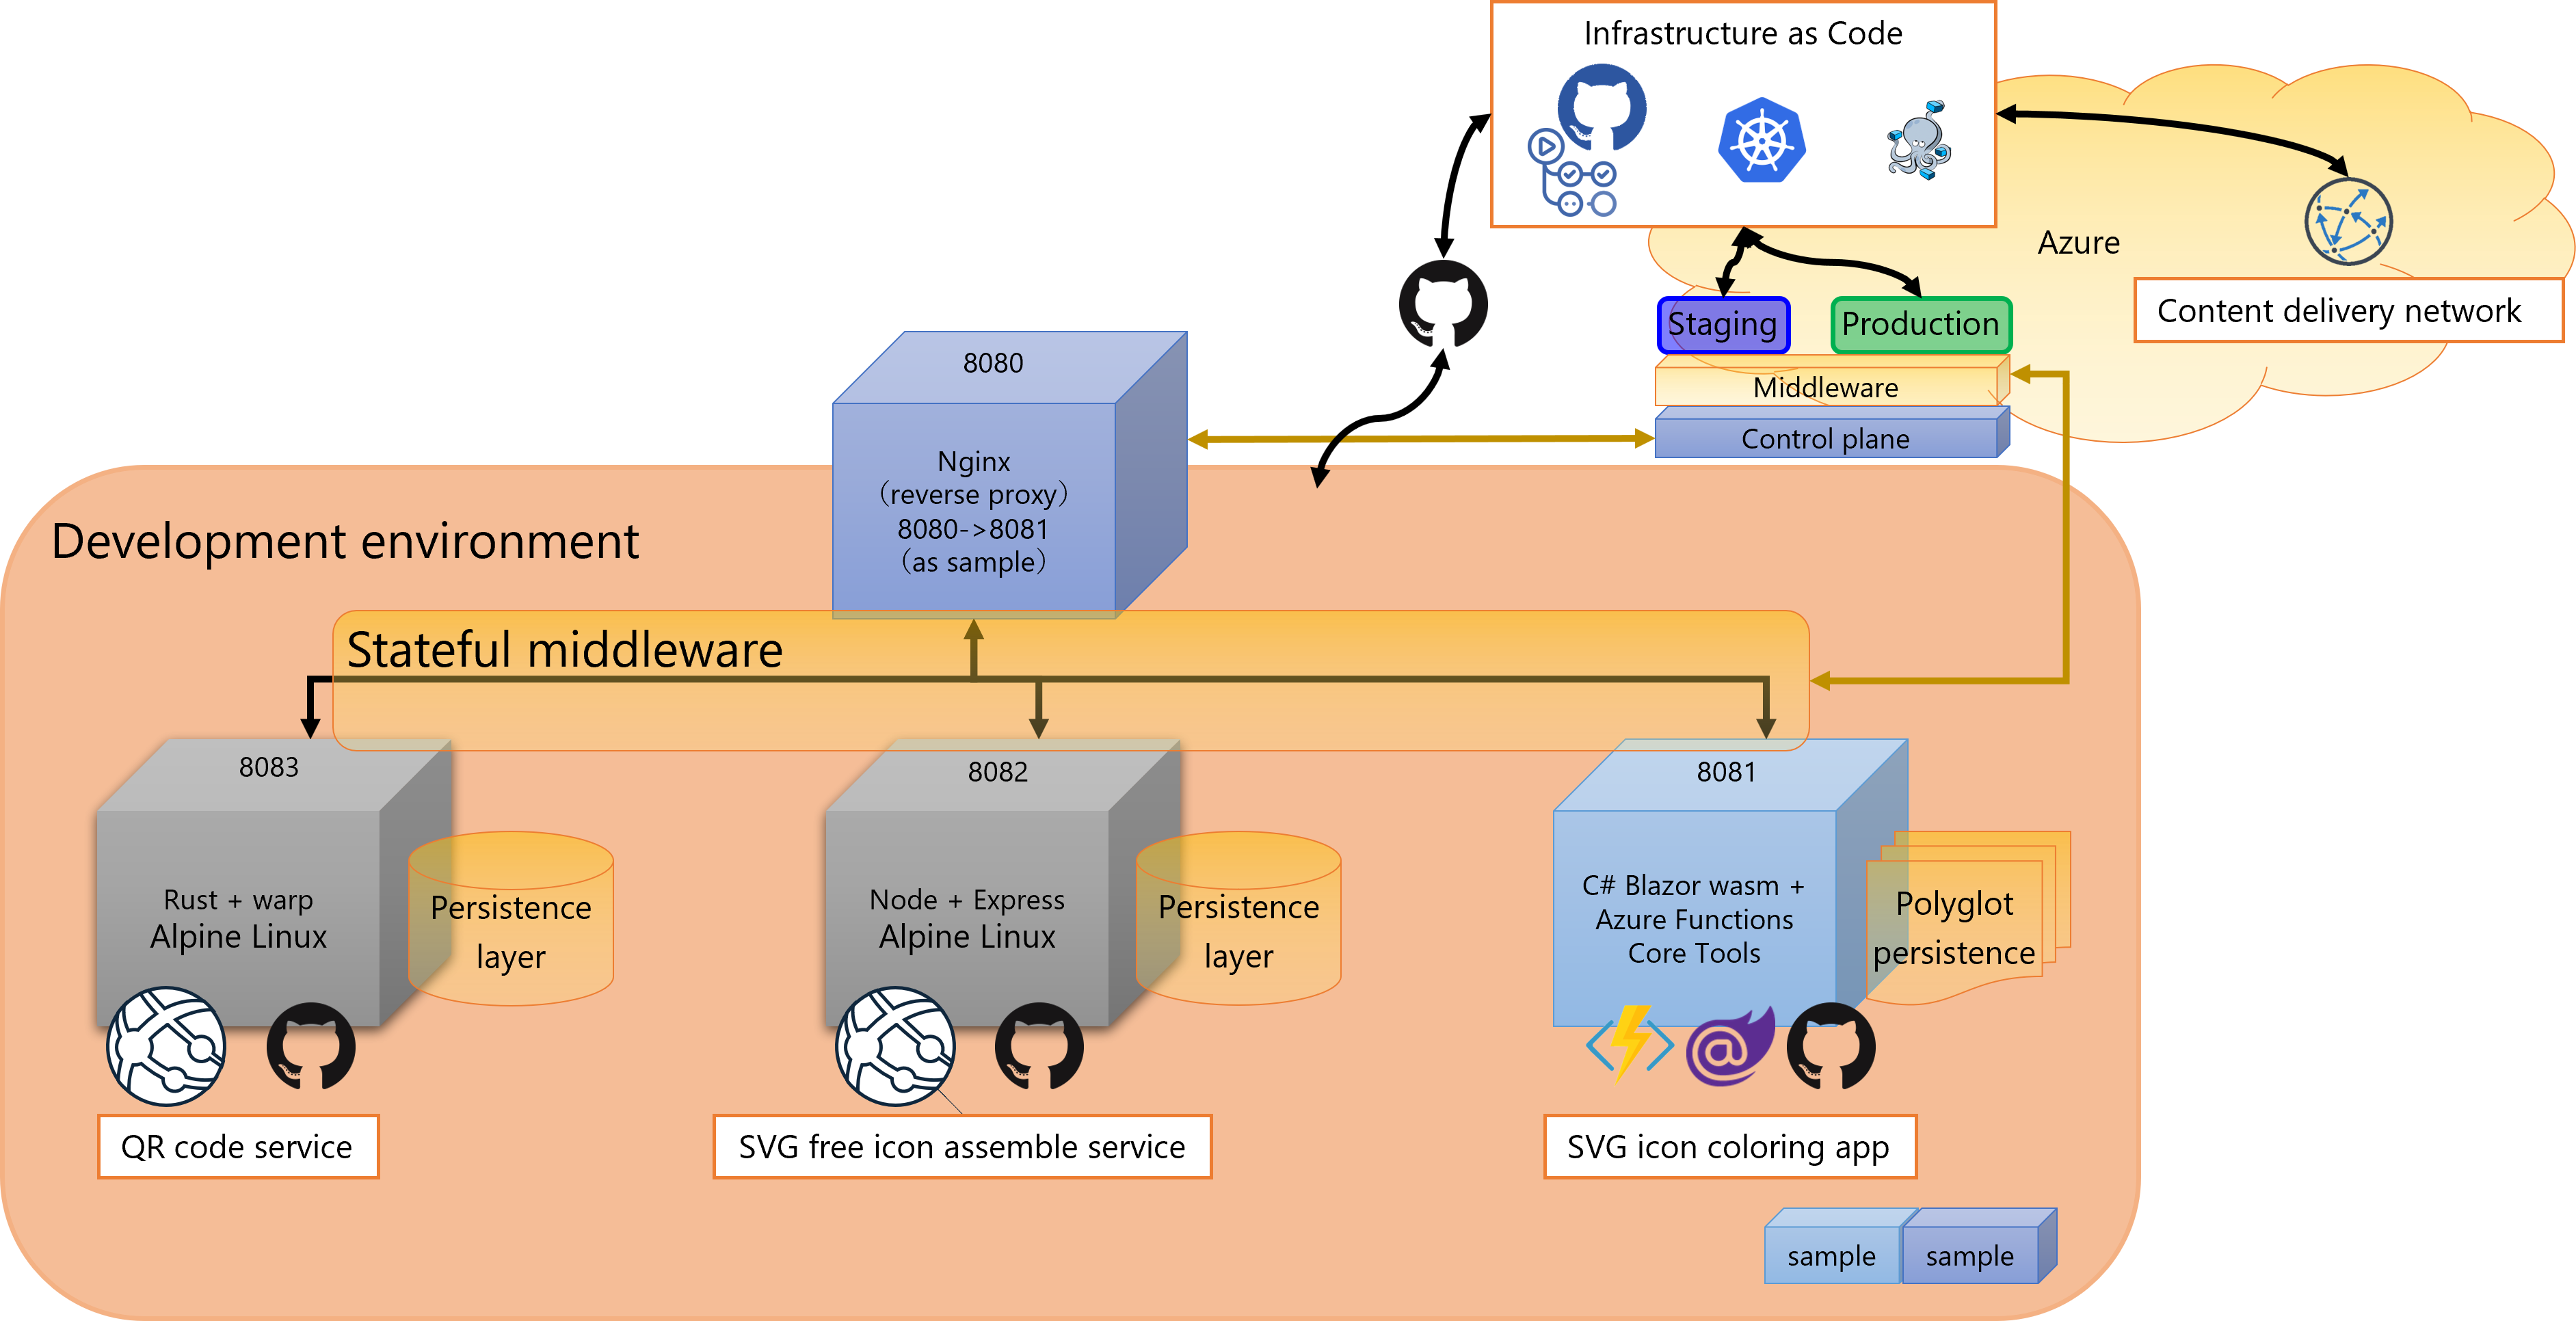 Infrastructure as Code
Azure
Content delivery network
Staging
Production
Middleware
Control plane
8080
Nginx
（reverse proxy）
8080->8081
（as sample）
Development environment
Stateful middleware
8083
Rust + warp
Alpine Linux
Persistence
layer
QR code service
8082
Node + Express
Alpine Linux
Persistence
layer
SVG free icon assemble service
8081
C# Blazor wasm +
Azure Functions
Core Tools
Polyglot
persistence
SVG icon coloring app
sample
sample